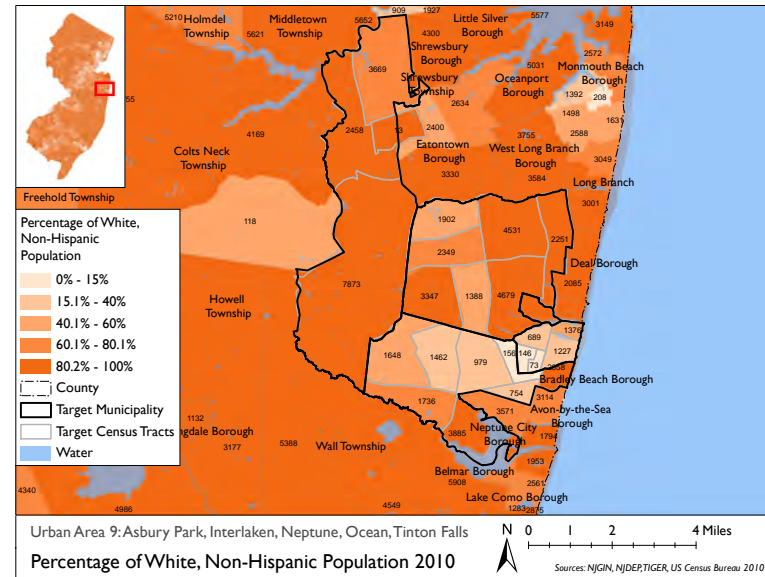 5210
Holmdel
Township
5621
Middletown
Township
5652
909
1927
4300
Little Silver
Borough
5577
3149
Shrewsbury
Borough
3669
Shrewsbury
Township
2634
5031
Oceanport
Borough
2572
Monmouth Beach
Borough
1392
208
1498
1631
55
4169
2458
13
2400
Eatontown
Borough
3330
3755
West Long Branch
Borough
2588
3049
3584
Colts Neck
Township
Long Branch
3001
Freehold Township
118
1902
4531
2251
2349
Deal Borough
2085
7873
3347
1388
4679
Howell
Township
1376
689
1648
1462
979
156
146
73
1227
Bradley Beach Borough
754
3114
1736
3571
Avon-by-the-Sea
Borough
1132
ngdale Borough
3177
5388
Wall Township
3885
Neptune City
Borough
1794
1953
Belmar Borough
5908
2561
4340
4986
4549
Lake Como Borough
1283
2875
Percentage of White,
Non-Hispanic
Population
0% - 15%
15.1% - 40%
40.1% - 60%
60.1% - 80.1%
80.2% - 100%
County
Target Municipality
Target Census Tracts
Water
Urban Area 9: Asbury Park, Interlaken, Neptune, Ocean, Tinton Falls
Percentage of White, Non-Hispanic Population 2010
N
0 1 2 4 Miles
Sources: NJGIN, NJDEP, TIGER, US Census Bureau 2010